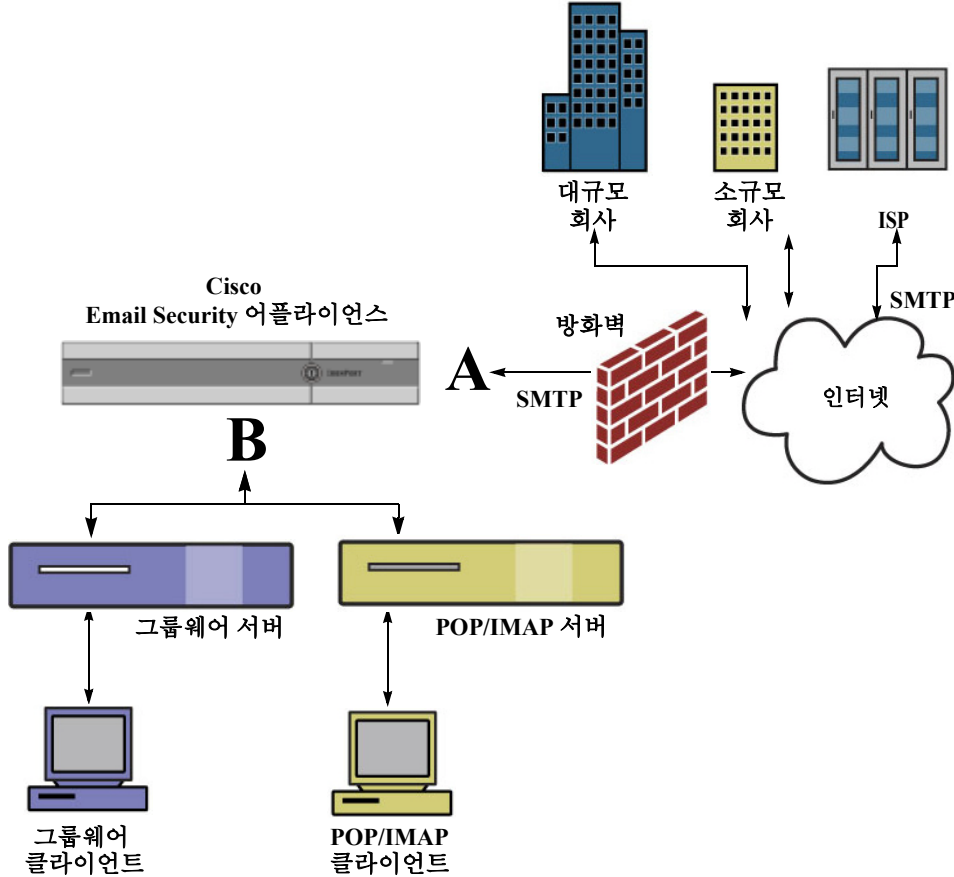 대규모
회사
소규모
회사
ISP
SMTP
Cisco
Email Security 어플라이언스
방화벽
A
SMTP
인터넷
IRONPORT
B
그룹웨어 서버
POP/IMAP 서버
그룹웨어
클라이언트
POP/IMAP
클라이언트